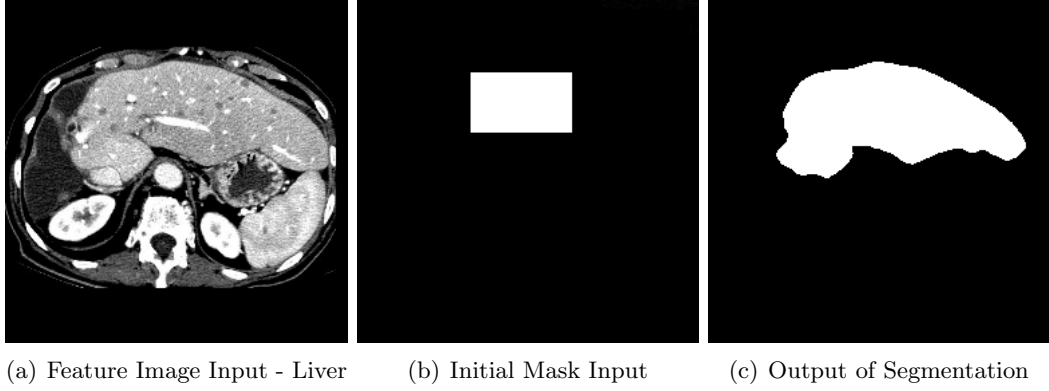 (a) Feature Image Input - Liver (b) Initial Mask Input (c) Output of Segmentation